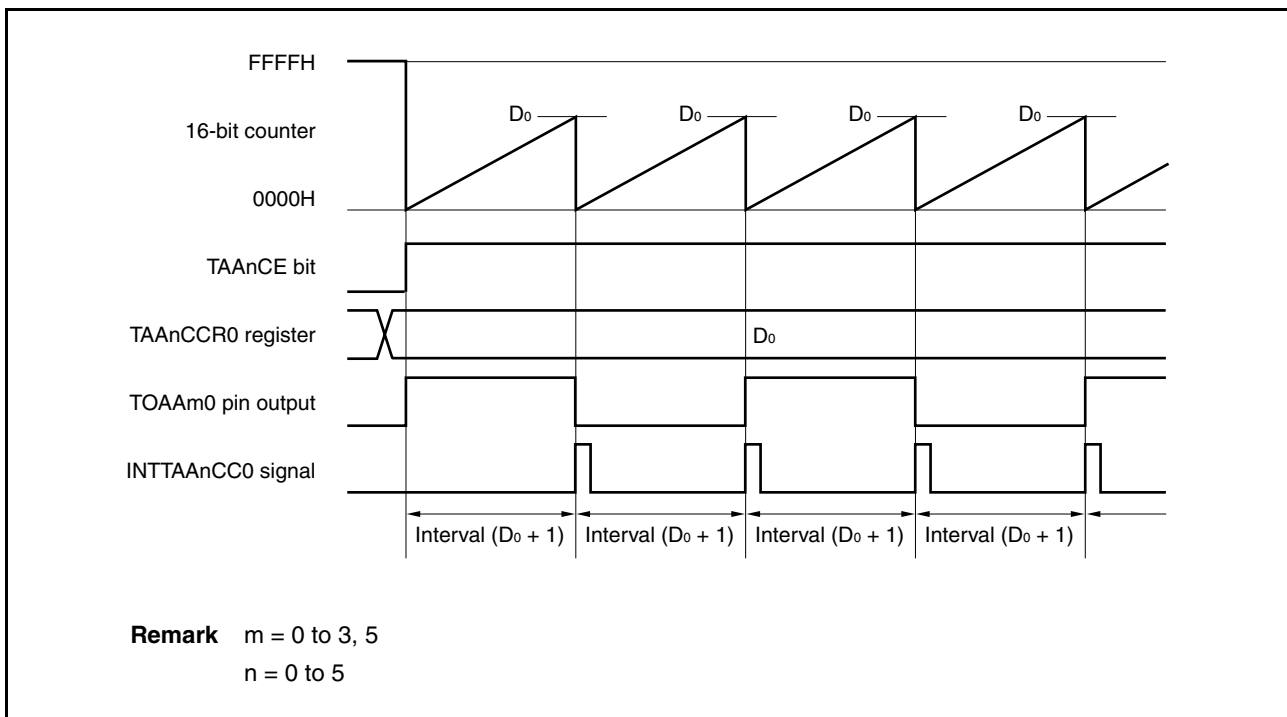 FFFFH
D0 D0 D0 D0
16-bit counter
0000H
TAAnCE bit
TAAnCCR0 register D0
TOAAm0 pin output
INTTAAnCC0 signal
Interval (D0 + 1) Interval (D0 + 1) Interval (D0 + 1) Interval (D0 + 1)
Remark m = 0 to 3, 5
n = 0 to 5